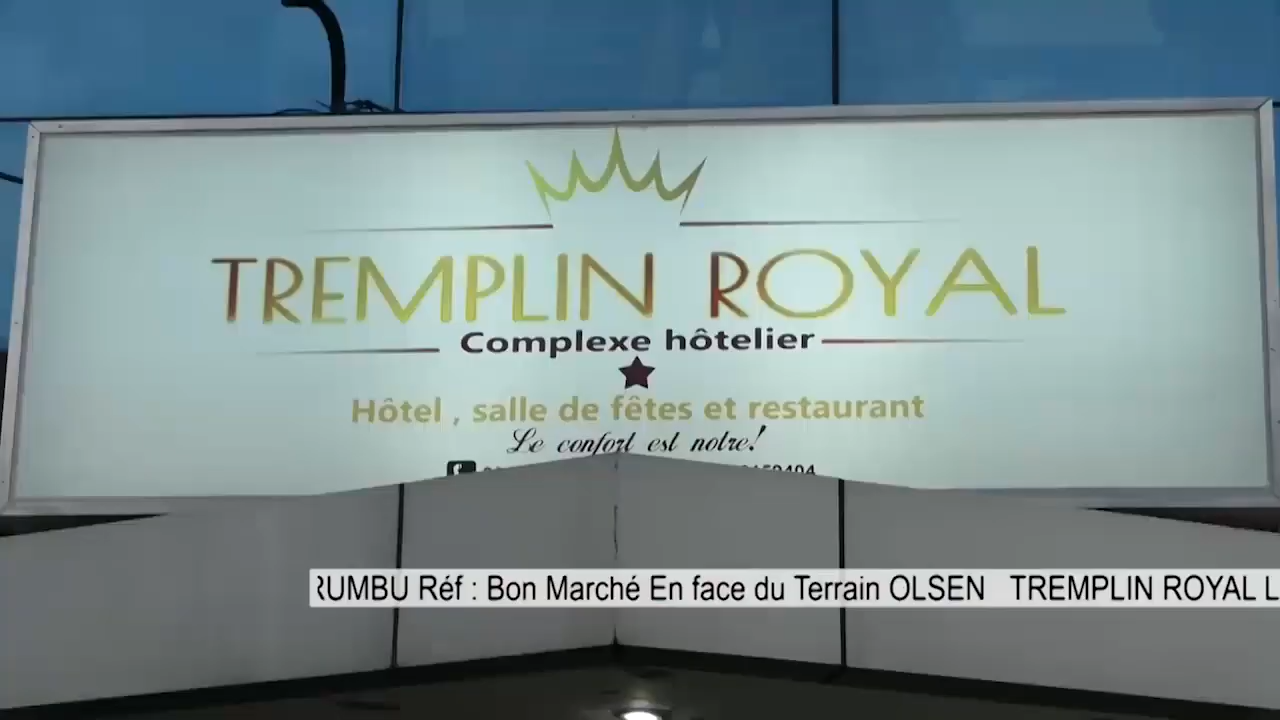 TREMPLIN ROYAL
Complexe hôtelier
Hôtel , salle de fêtes et restaurant
Le confort est notre!
RUMBU Réf : Bon Marché En face du Terrain OLSEN TREMPLIN ROYAL L